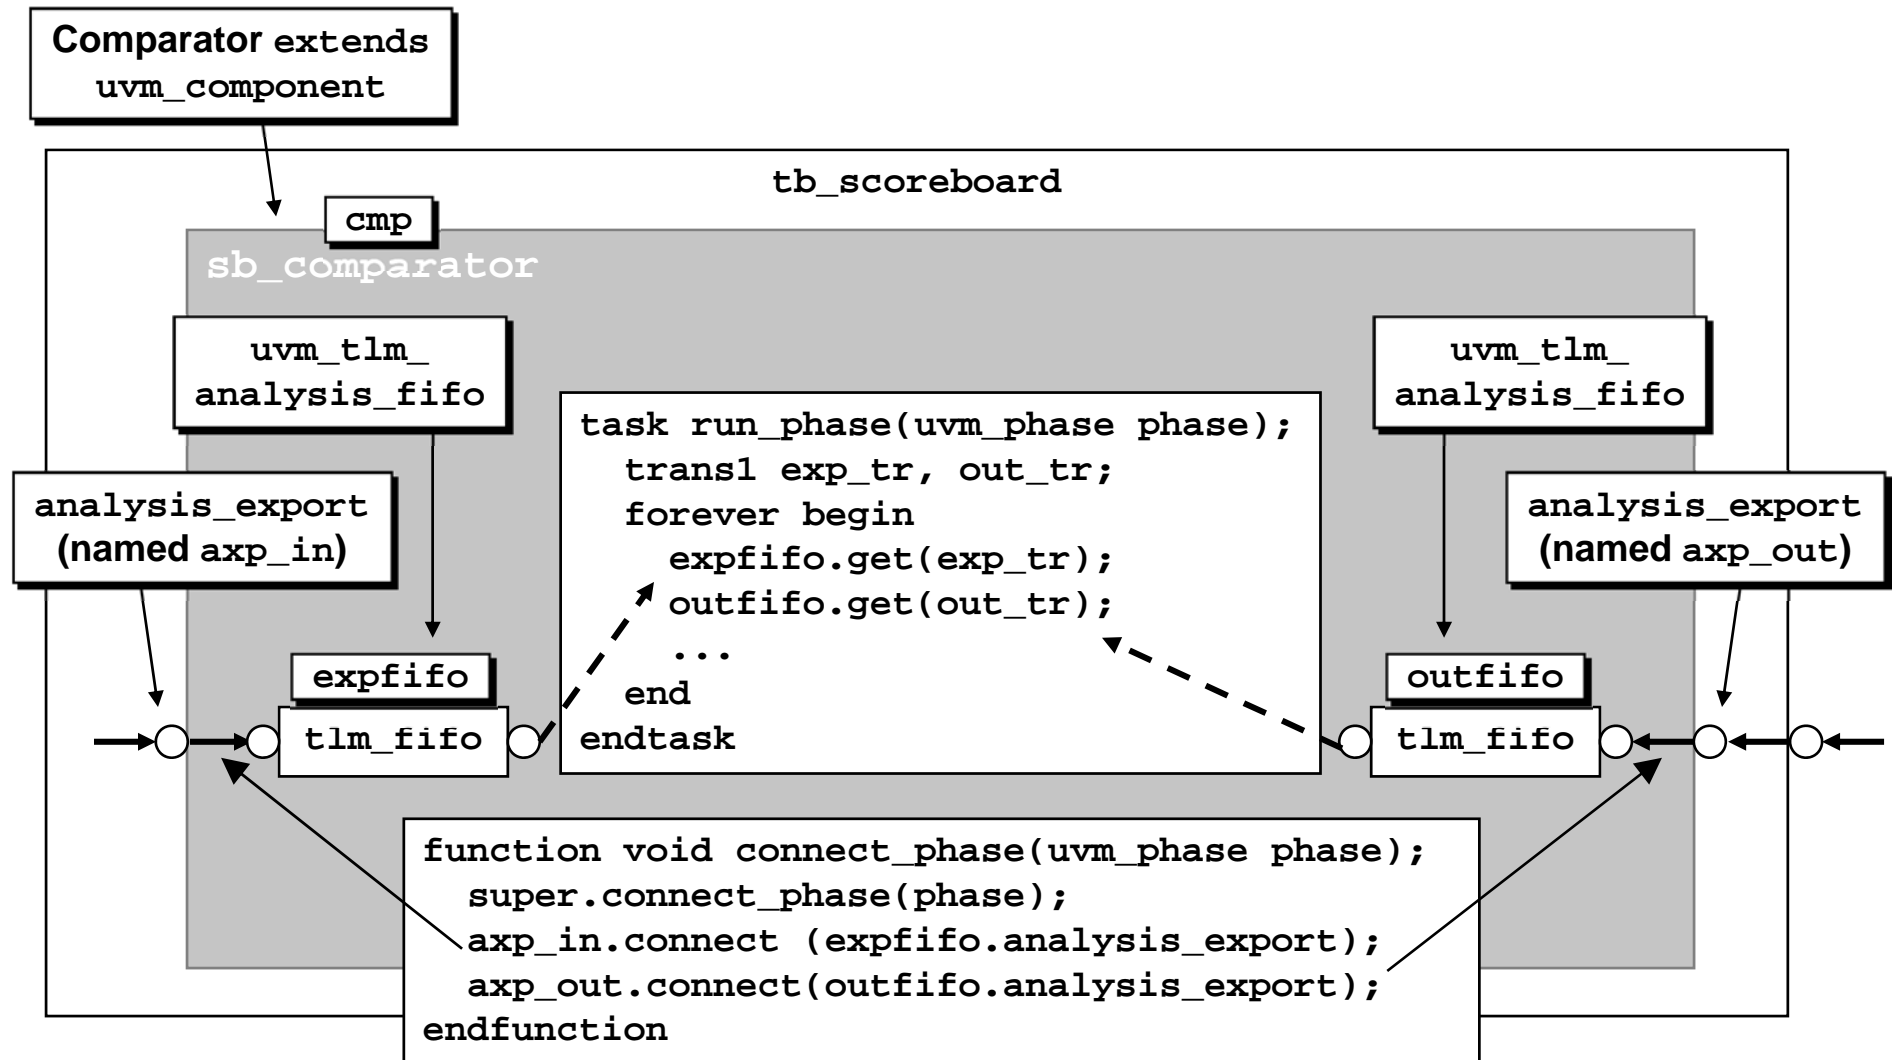 Comparator extends
uvm_component
tb_scoreboard
cmp
sb_comparator
uvm_tlm_
analysis_fifo
uvm_tlm_
analysis_fifo
task run_phase(uvm_phase phase);
  trans1 exp_tr, out_tr;
  forever begin
    expfifo.get(exp_tr);
    outfifo.get(out_tr);
    ...
  end
endtask
analysis_export
(named axp_in)
analysis_export
(named axp_out)
expfifo
tlm_fifo
outfifo
tlm_fifo
function void connect_phase(uvm_phase phase);
  super.connect_phase(phase);
  axp_in.connect (expfifo.analysis_export);
  axp_out.connect(outfifo.analysis_export);
endfunction